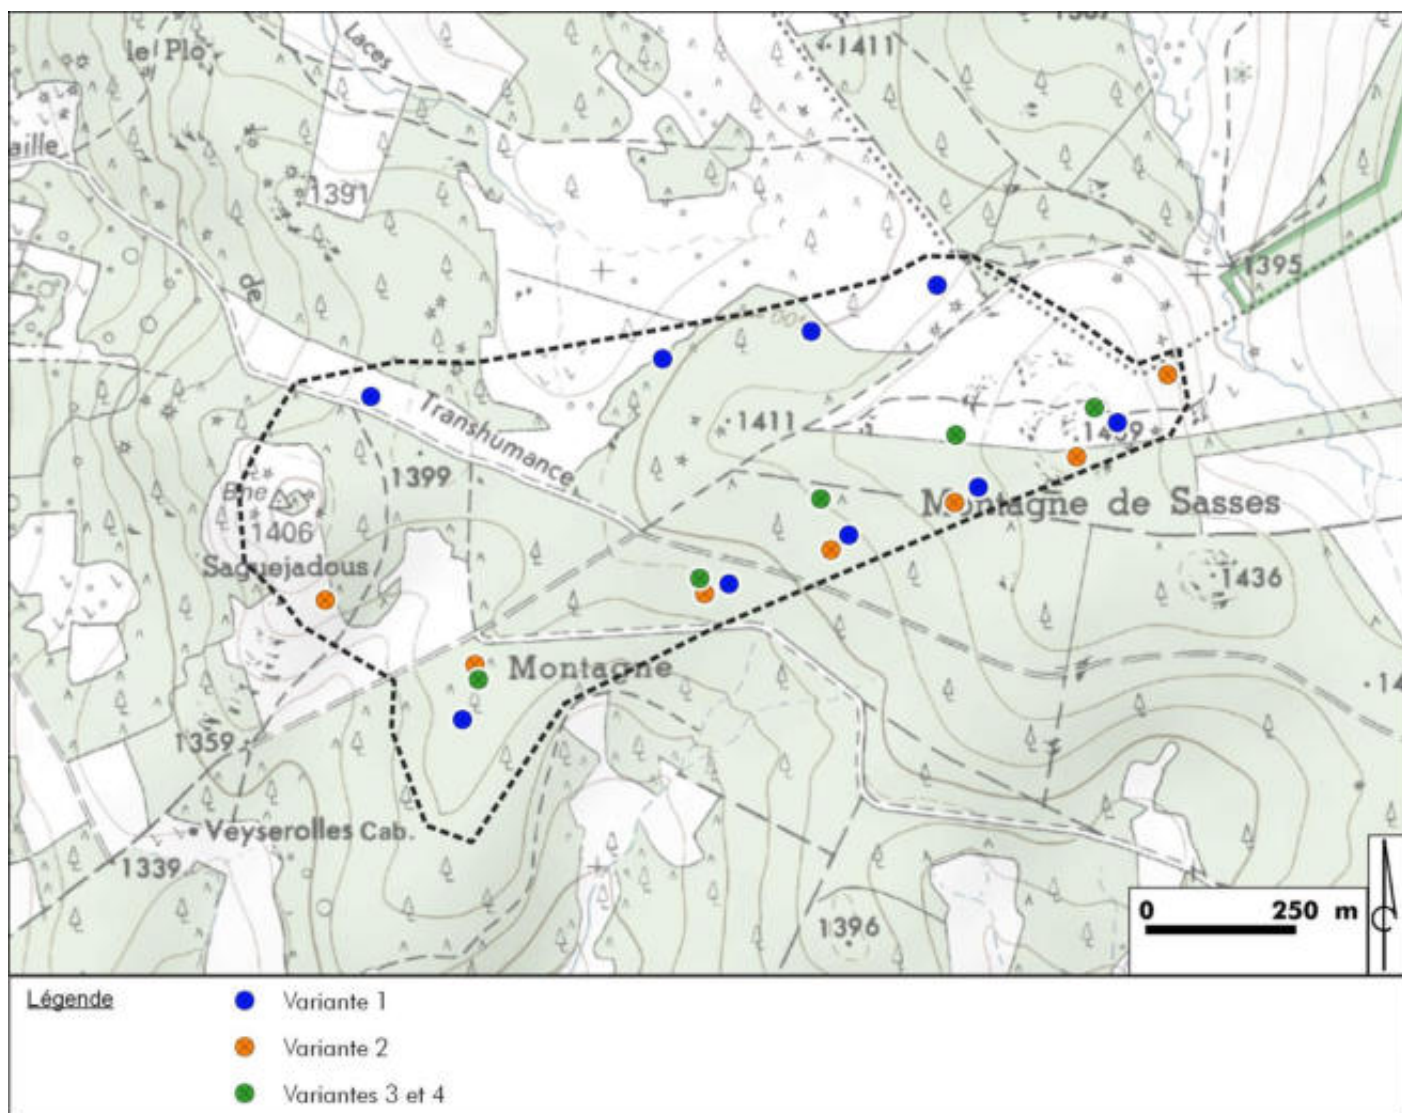 1411
le Plo
Laces
aille
1391
1395
de
Transhumance
1411
1399
Bne
1406
Saguejadous
Montagne de Sasses
1436
Montagne
1359
Veyserolles Cab.
1339
1396
0 250 m
Légende
Variante 1
Variante 2
Variantes 3 et 4